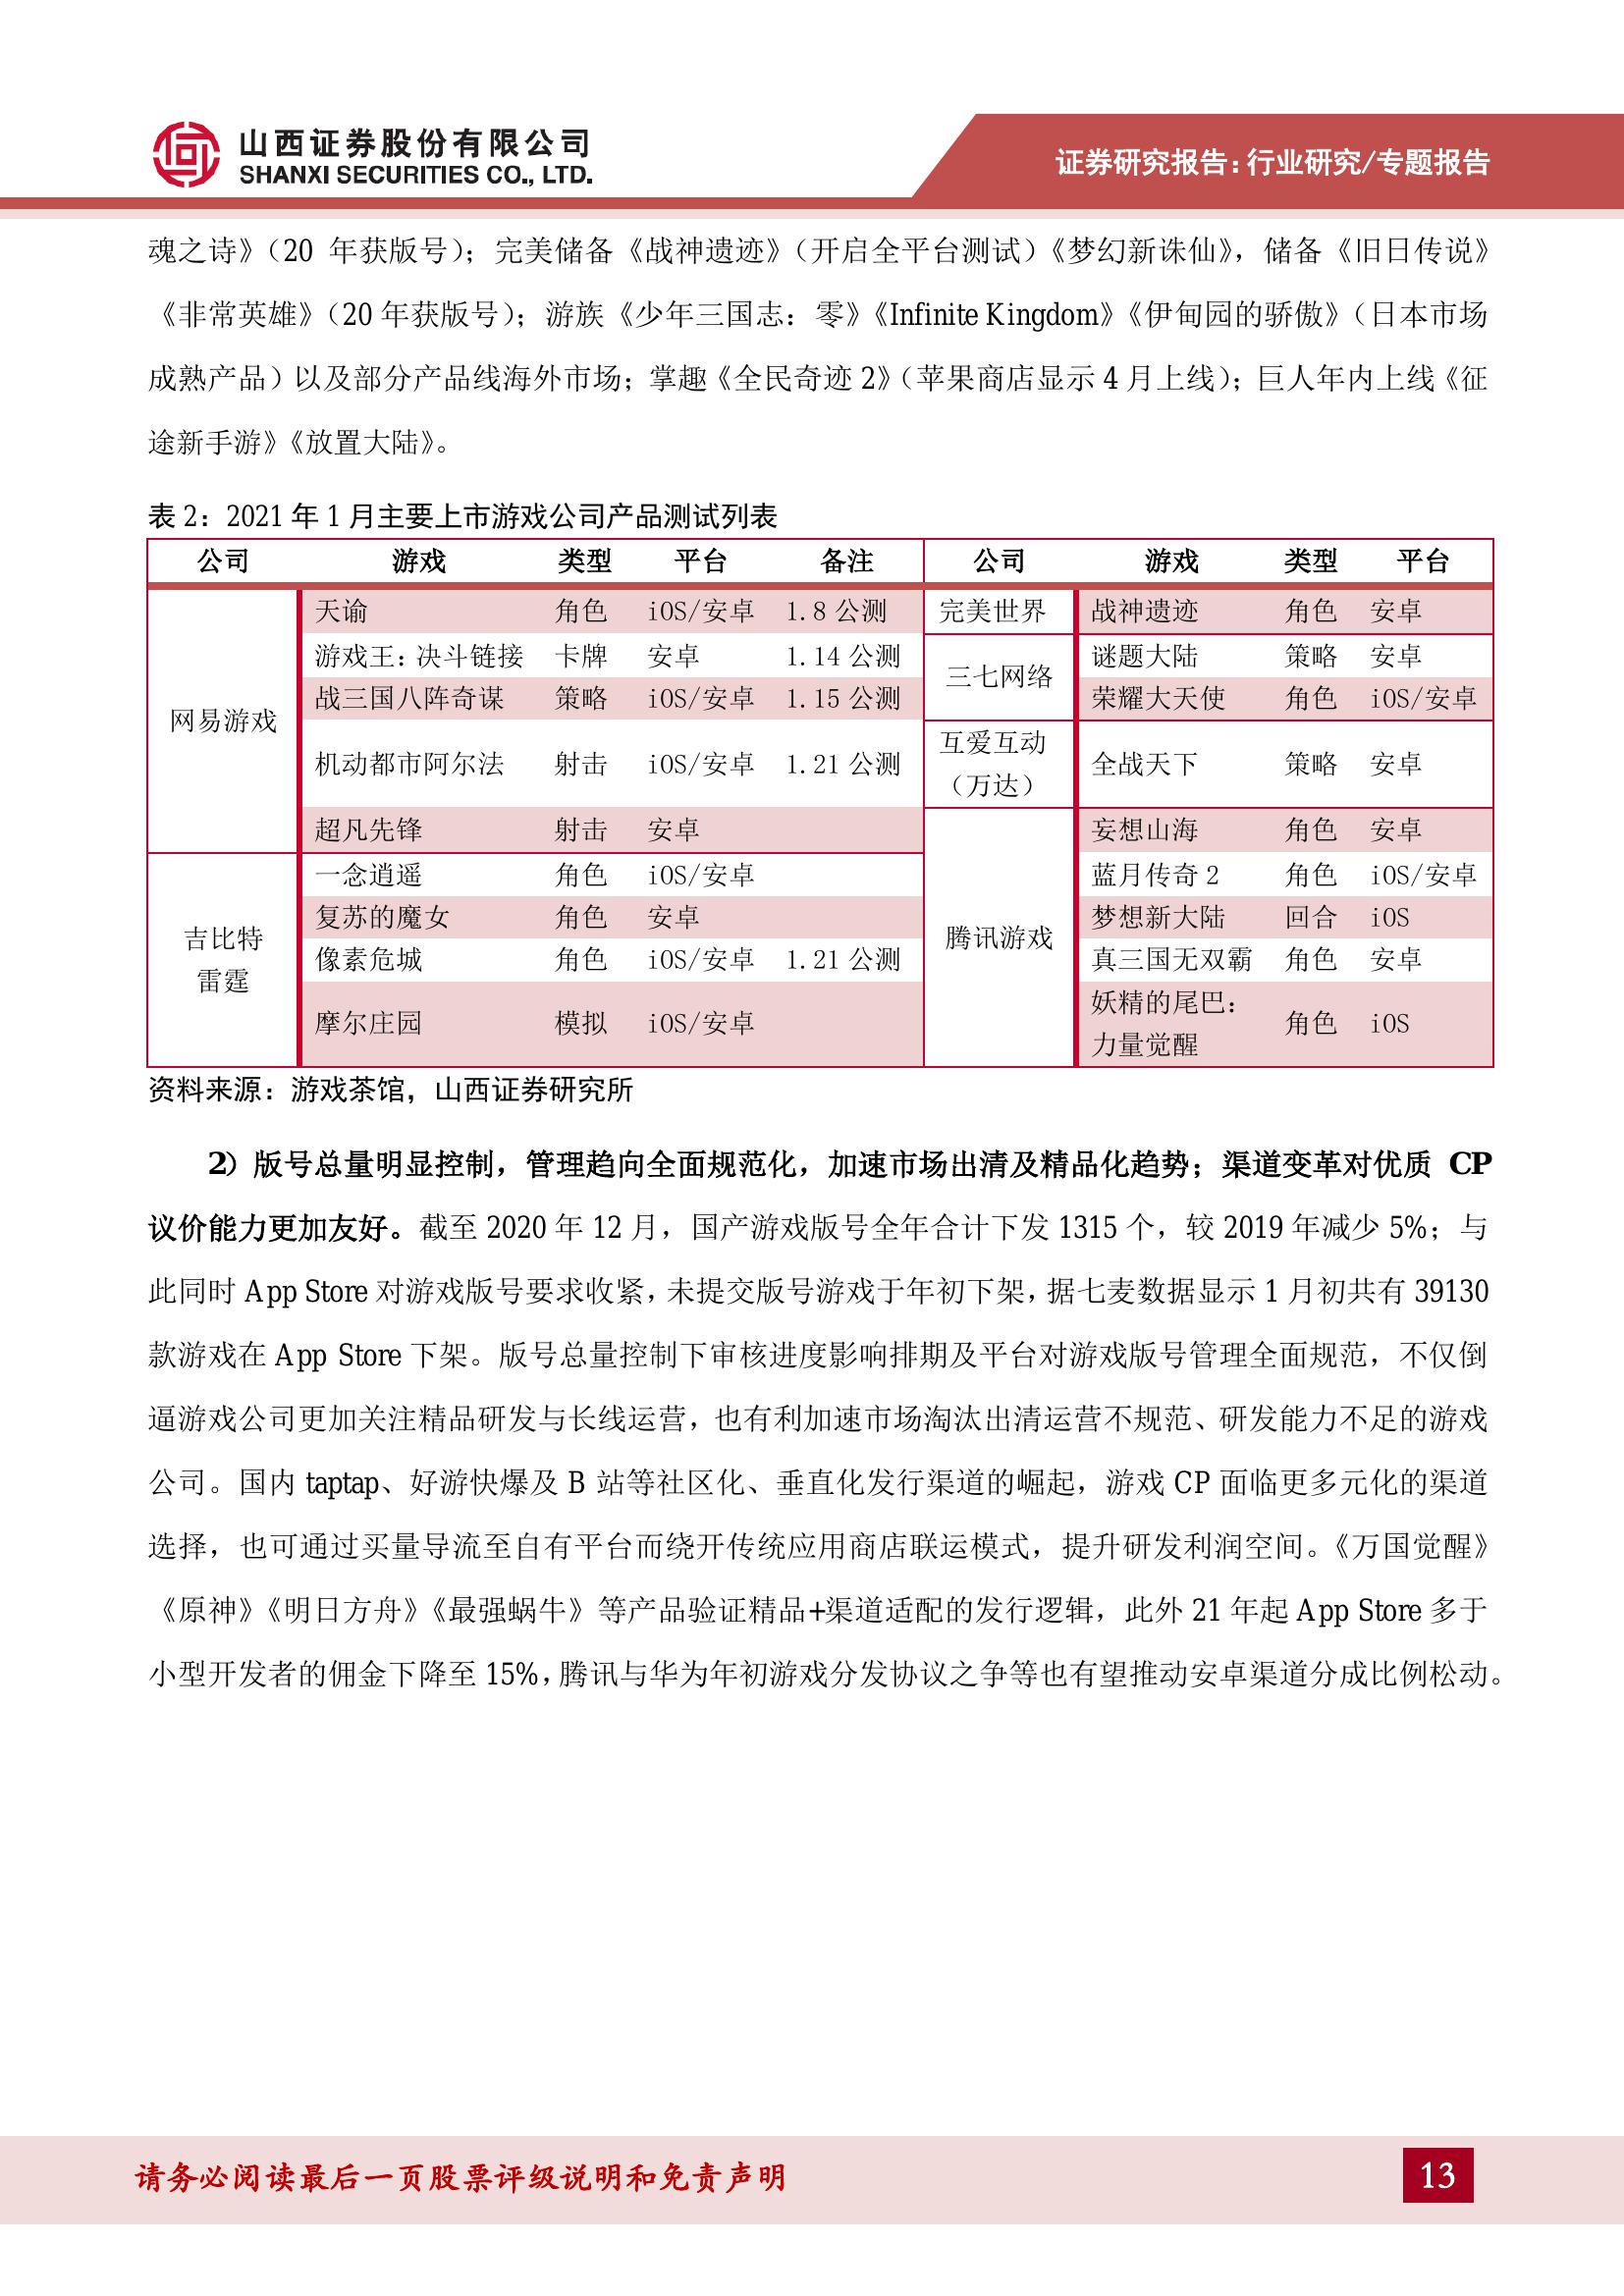 山西证券股份有限公司
SHANXI SECURITIES CO., LTD.
证券研究报告:行业研究/专题报告
魂之诗》（20 年获版号）；完美储备《战神遗迹》（开启全平台测试）《梦幻新诛仙》，储备《旧日传说》
《非常英雄》（20 年获版号）；游族《少年三国志：零》《Infinite Kingdom》《伊甸园的骄傲》（日本市场
成熟产品）以及部分产品线海外市场；掌趣《全民奇迹 2》（苹果商店显示 4 月上线）；巨人年内上线《征
途新手游》《放置大陆》。
表 2：2021 年 1 月主要上市游戏公司产品测试列表
公司 游戏 类型 平台 备注 公司 游戏 类型 平台
天谕 角色 iOS/安卓 1.8 公测 完美世界 战神遗迹 角色 安卓
游戏王：决斗链接 卡牌 安卓 1.14 公测 谜题大陆 策略 安卓
三七网络
战三国八阵奇谋 策略 iOS/安卓 1.15 公测 荣耀大天使 角色 iOS/安卓
网易游戏
互爱互动
机动都市阿尔法 射击 iOS/安卓 1.21 公测 全战天下 策略 安卓
（万达）
超凡先锋 射击 安卓 妄想山海 角色 安卓
一念逍遥 角色 iOS/安卓 蓝月传奇 2 角色 iOS/安卓
复苏的魔女 角色 安卓 梦想新大陆 回合 iOS
吉比特 腾讯游戏
像素危城 角色 iOS/安卓 1.21 公测 真三国无双霸 角色 安卓
雷霆
妖精的尾巴：
摩尔庄园 模拟 iOS/安卓 角色 iOS
力量觉醒
资料来源：游戏茶馆，山西证券研究所
2）版号总量明显控制，管理趋向全面规范化，加速市场出清及精品化趋势；渠道变革对优质 CP
议价能力更加友好。截至 2020 年 12 月，国产游戏版号全年合计下发 1315 个，较 2019 年减少 5%；与
此同时 App Store 对游戏版号要求收紧，未提交版号游戏于年初下架，据七麦数据显示 1 月初共有 39130
款游戏在 App Store 下架。版号总量控制下审核进度影响排期及平台对游戏版号管理全面规范，不仅倒
逼游戏公司更加关注精品研发与长线运营，也有利加速市场淘汰出清运营不规范、研发能力不足的游戏
公司。国内 taptap、好游快爆及 B 站等社区化、垂直化发行渠道的崛起，游戏 CP 面临更多元化的渠道
选择，也可通过买量导流至自有平台而绕开传统应用商店联运模式，提升研发利润空间。《万国觉醒》
《原神》《明日方舟》《最强蜗牛》等产品验证精品+渠道适配的发行逻辑，此外 21 年起 App Store 多于
小型开发者的佣金下降至 15%，腾讯与华为年初游戏分发协议之争等也有望推动安卓渠道分成比例松动。
请务必阅读最后一页股票评级说明和免责声明
13